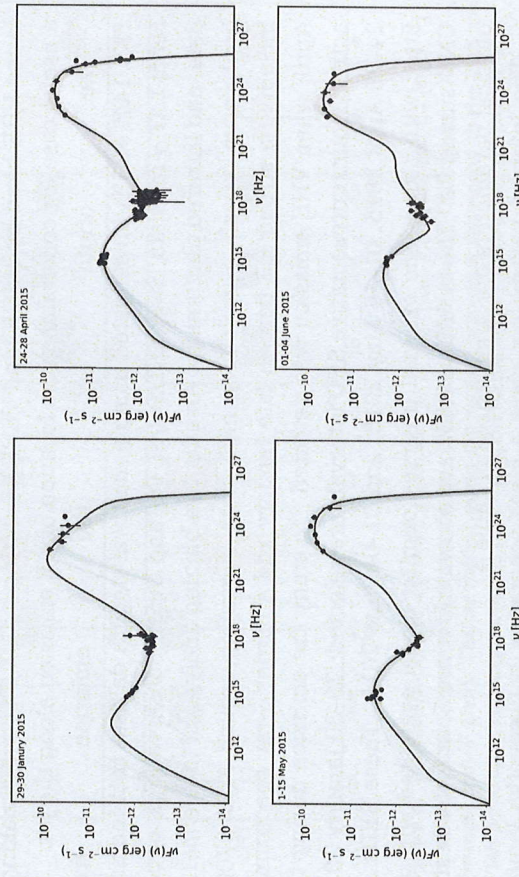 29-30 Janury 2015
νF(ν) (erg cm⁻² s⁻¹)
10⁻¹⁰
10⁻¹¹
10⁻¹²
10⁻¹³
10⁻¹⁴
10¹² 10¹⁵ 10¹⁸ 10²¹ 10²⁴ 10²⁷
ν [Hz]
24-28 April 2015
νF(ν) (erg cm⁻² s⁻¹)
10⁻¹⁰
10⁻¹¹
10⁻¹²
10⁻¹³
10⁻¹⁴
10¹² 10¹⁵ 10¹⁸ 10²¹ 10²⁴ 10²⁷
ν [Hz]
1-15 May 2015
νF(ν) (erg cm⁻² s⁻¹)
10⁻¹⁰
10⁻¹¹
10⁻¹²
10⁻¹³
10⁻¹⁴
10¹² 10¹⁵ 10¹⁸ 10²¹ 10²⁴ 10²⁷
ν [Hz]
01-04 June 2015
νF(ν) (erg cm⁻² s⁻¹)
10⁻¹⁰
10⁻¹¹
10⁻¹²
10⁻¹³
10⁻¹⁴
10¹² 10¹⁵ 10¹⁸ 10²¹ 10²⁴ 10²⁷
ν [Hz]